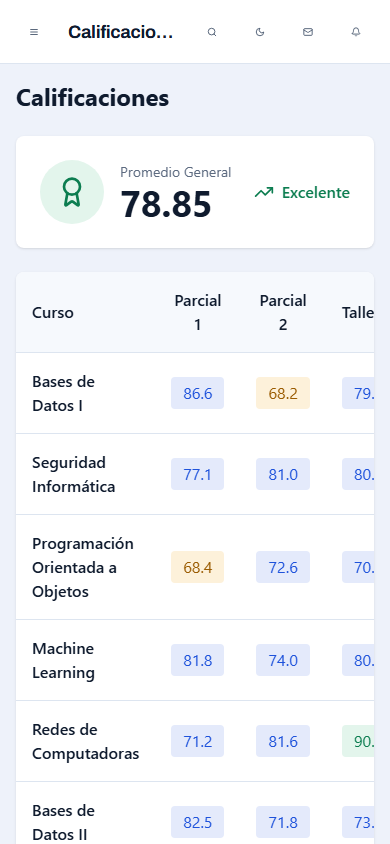 Calificacio...
Calificaciones
Promedio General
78.85
Excelente
Curso
Parcial 1
Parcial 2
Talle
Bases de
Datos I
86.6
68.2
79.
Seguridad
Informática
77.1
81.0
80.
Programación
Orientada a
Objetos
68.4
72.6
70.
Machine
Learning
81.8
74.0
80.
Redes de
Computadoras
71.2
81.6
90.
Bases de
Datos II
82.5
71.8
73.